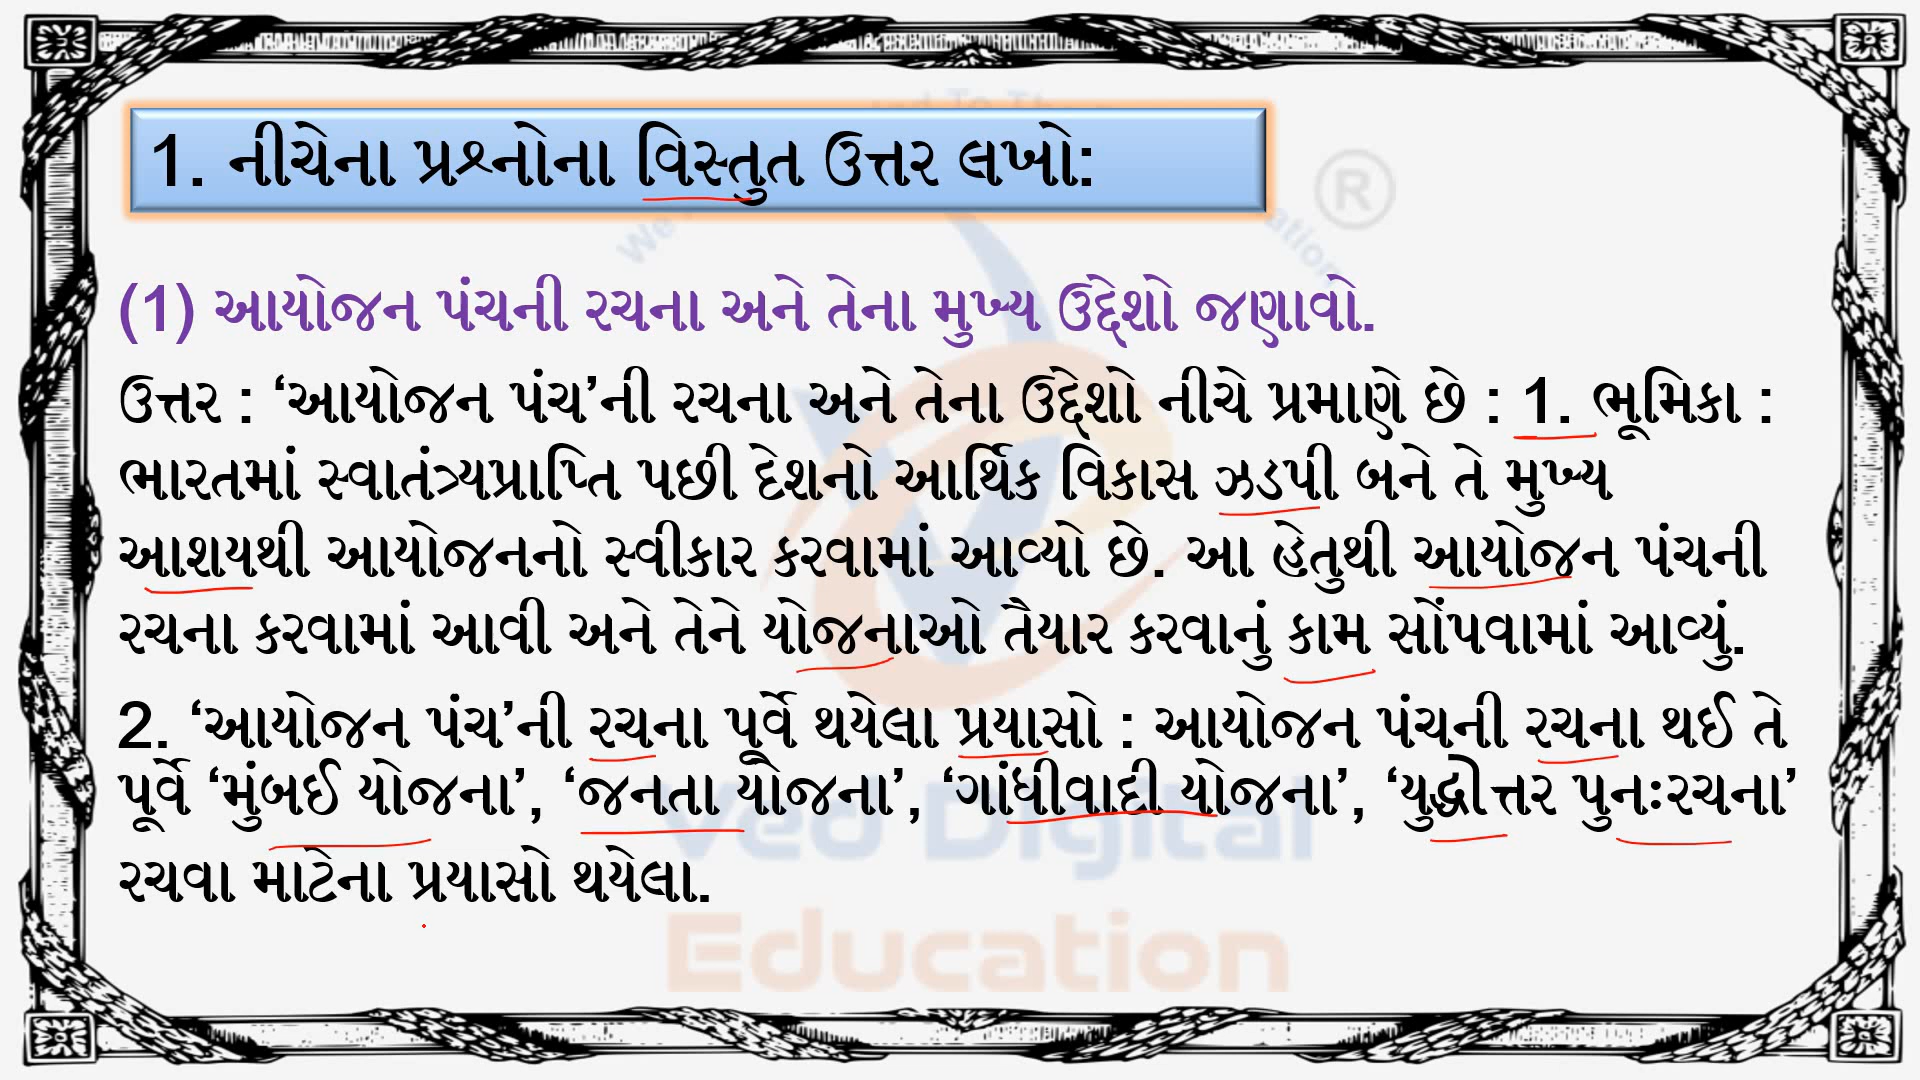 1. નીચેના પ્રશ્નોના વિસ્તુત ઉત્તર લખો:
®
(1) આયોજન પંચની રચના અને તેના મુખ્ય ઉદ્દેશો જણાવો.
ઉત્તર : ‘આયોજન પંચ’ની રચના અને તેના ઉદ્દેશો નીચે પ્રમાણે છે : 1. ભૂમિકા :
ભારતમાં સ્વાતંત્ર્યપ્રાપ્તિ પછી દેશનો આર્થિક વિકાસ ઝડપી બને તે મુખ્ય
આશયથી આયોજનનો સ્વીકાર કરવામાં આવ્યો છે. આ હેતુથી આયોજન પંચની
રચના કરવામાં આવી અને તેને યોજનાઓ તૈયાર કરવાનું કામ સોંપવામાં આવ્યું.
2. ‘આયોજન પંચ’ની રચના પૂર્વે થયેલા પ્રયાસો : આયોજન પંચની રચના થઈ તે
પૂર્વે ‘મુંબઈ યોજના’, ‘જનતા યોજના’, ‘ગાંધીવાદી યોજના’, ‘યુદ્ધોત્તર પુનઃરચના’
રચવા માટેના પ્રયાસો થયેલા.
Ved Digital
Education